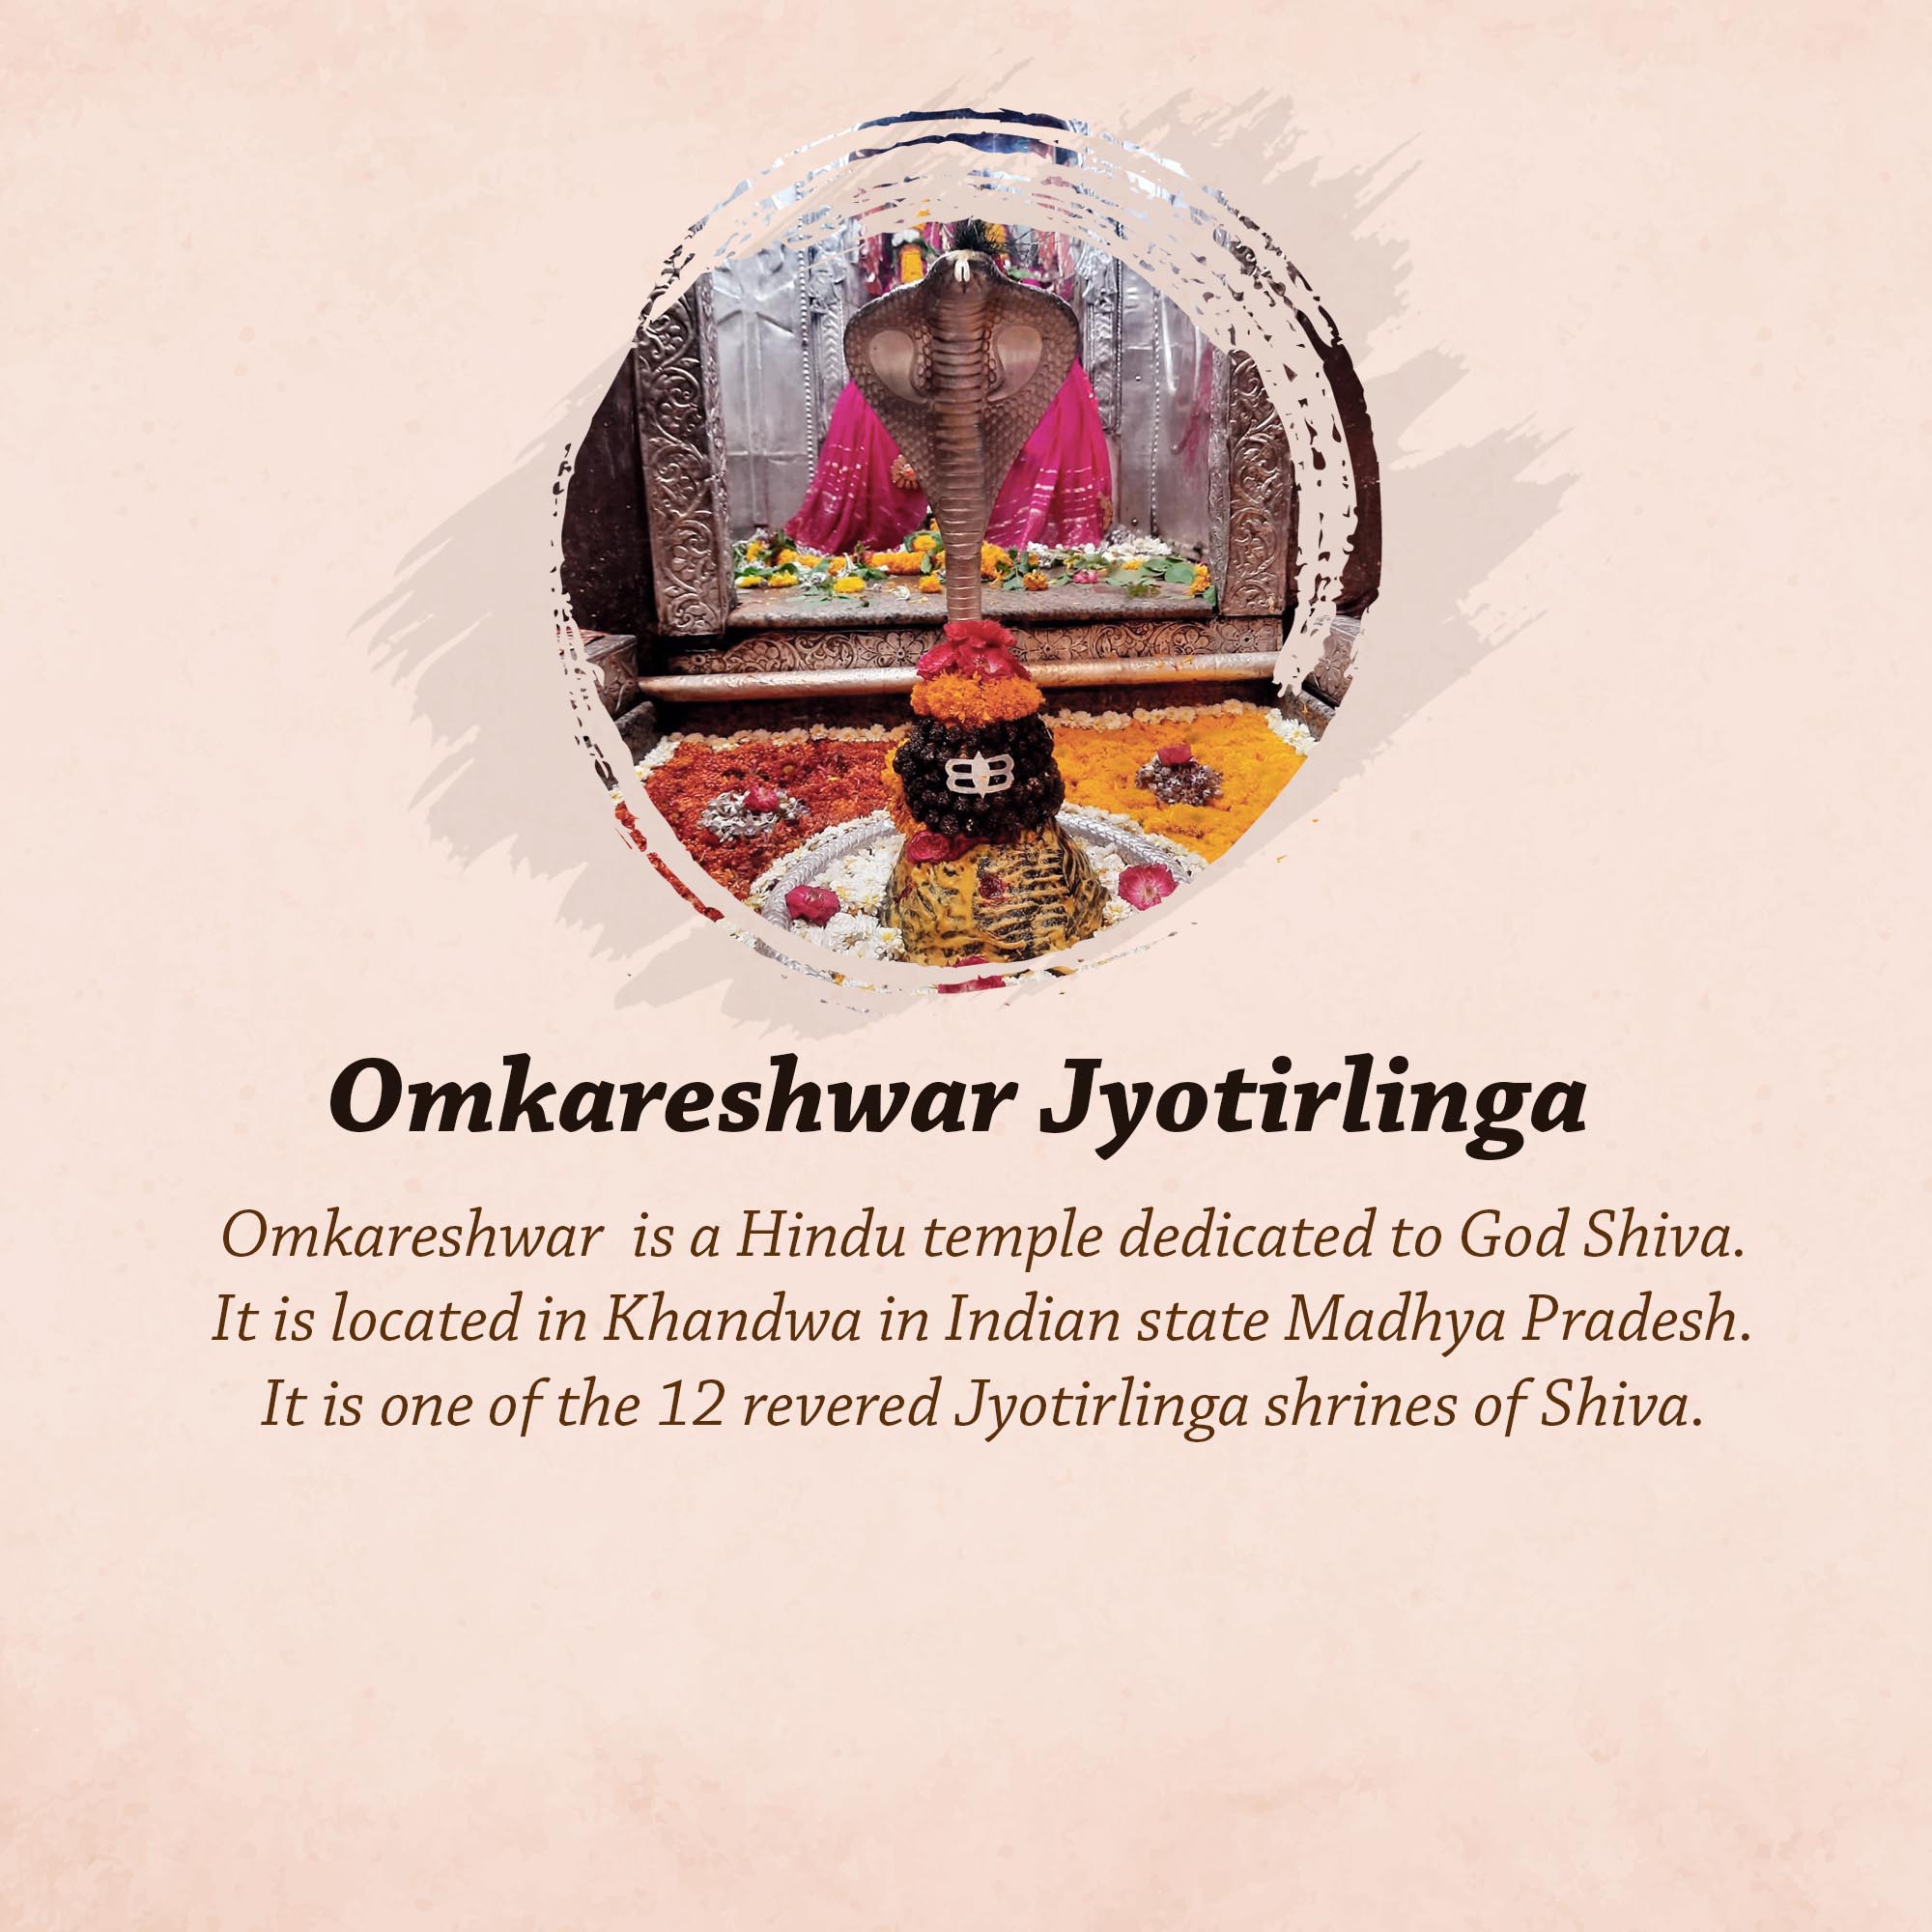 Omkareshwar Jyotirlinga
Omkareshwar  is a Hindu temple dedicated to God Shiva.
It is located in Khandwa in Indian state Madhya Pradesh.
It is one of the 12 revered Jyotirlinga shrines of Shiva.